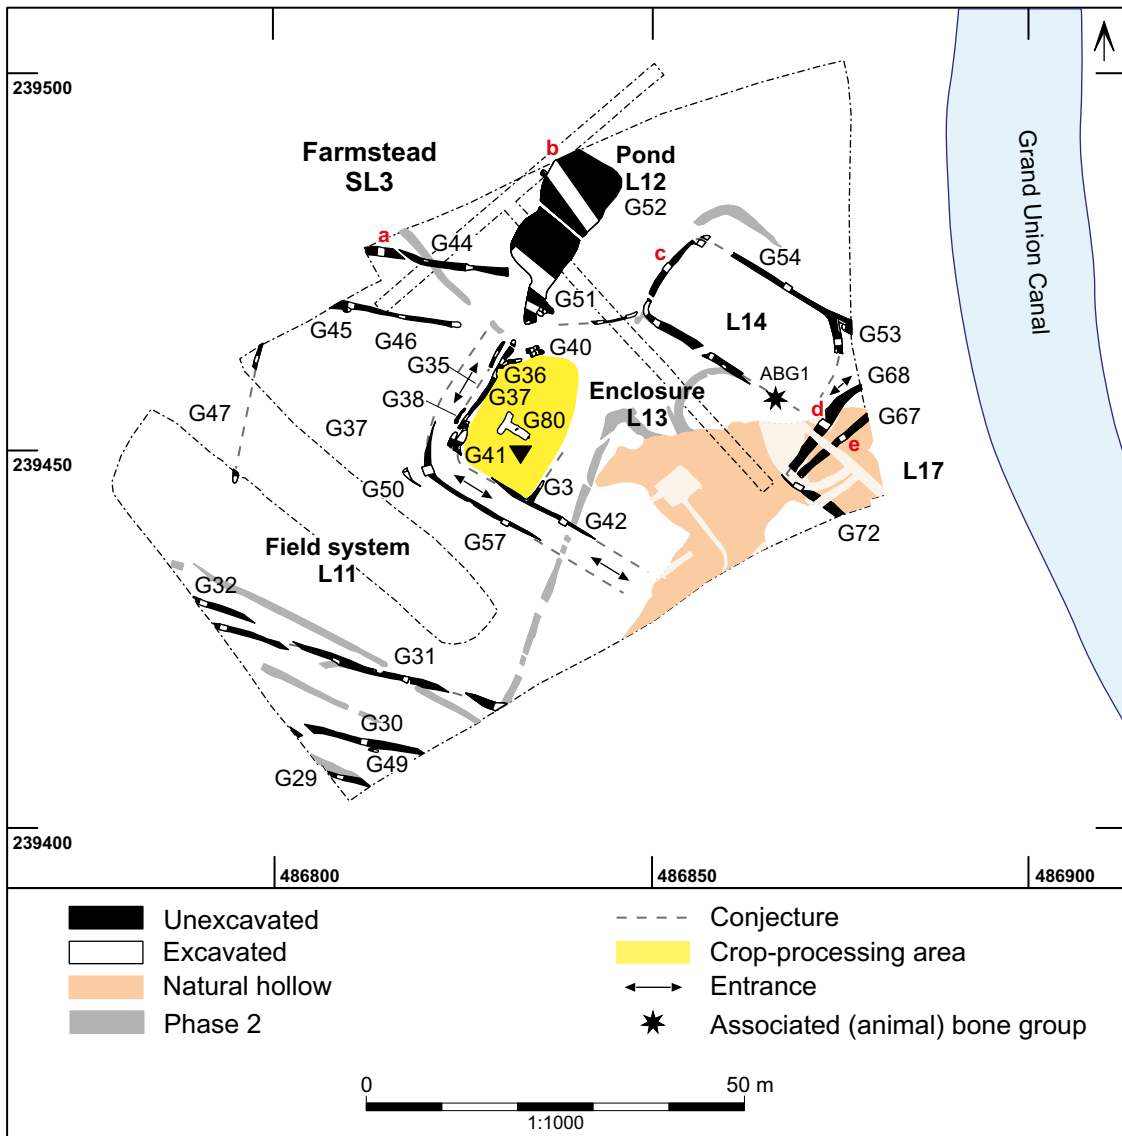 239500
b
Farmstead
SL3
Pond
L12
G52
Grand Union Canal
a
G44
c
G54
G51
G45
G46
L14
G53
G40
G35
G36
ABG1
G68
G47
G38
G37
Enclosure
L13
d
G67
G37
G80
239450
G41
e
L17
G50
G3
G42
G72
G57
Field system
L11
G32
G31
G30
G29
G49
239400
486800
486850
486900
Unexcavated
Excavated
Natural hollow
Phase 2
Conjecture
Crop-processing area
Entrance
Associated (animal) bone group
0
50 m
1:1000